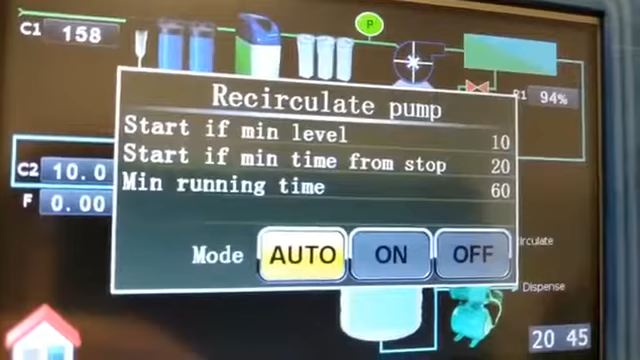 C1 158
P
R1 94%
Recirculate pump
Start if min level 10
Start if min time from stop 20
Min running time 60
C2 10.0
F 0.00
Mode AUTO ON OFF
circulate
Dispense
20 45